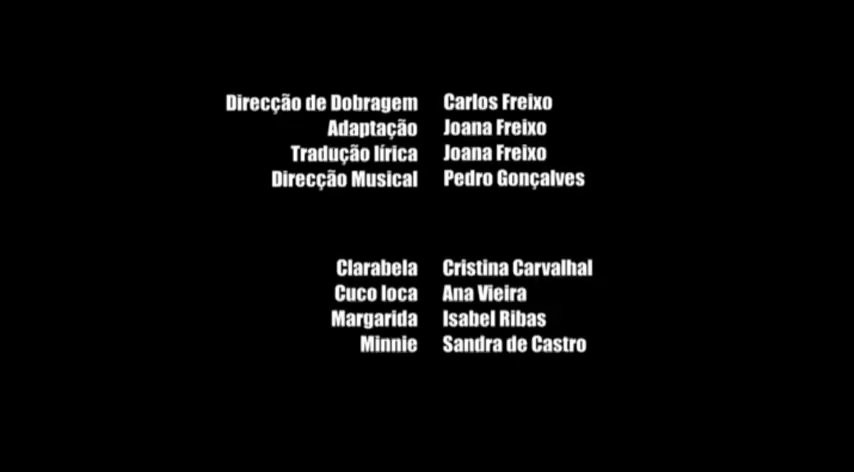 Direcção de Dobragem Carlos Freixo
Adaptação Joana Freixo
Tradução lírica Joana Freixo
Direcção Musical Pedro Gonçalves
Clarabela Cristina Carvalhal
Cuco loca Ana Vieira
Margarida Isabel Ribas
Minnie Sandra de Castro